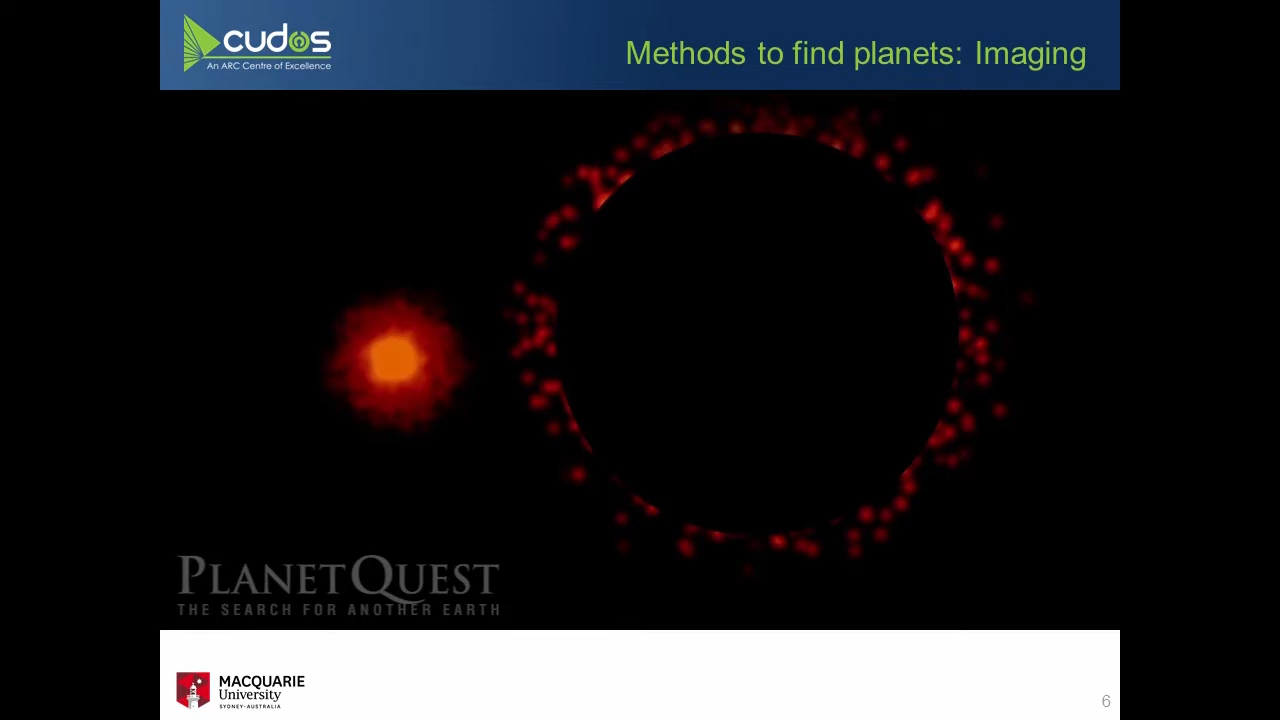 cudos
An ARC Centre of Excellence
Methods to find planets: Imaging
PLANETQUEST
THE SEARCH FOR ANOTHER EARTH
MACQUARIE
University
SYDNEY·AUSTRALIA
6